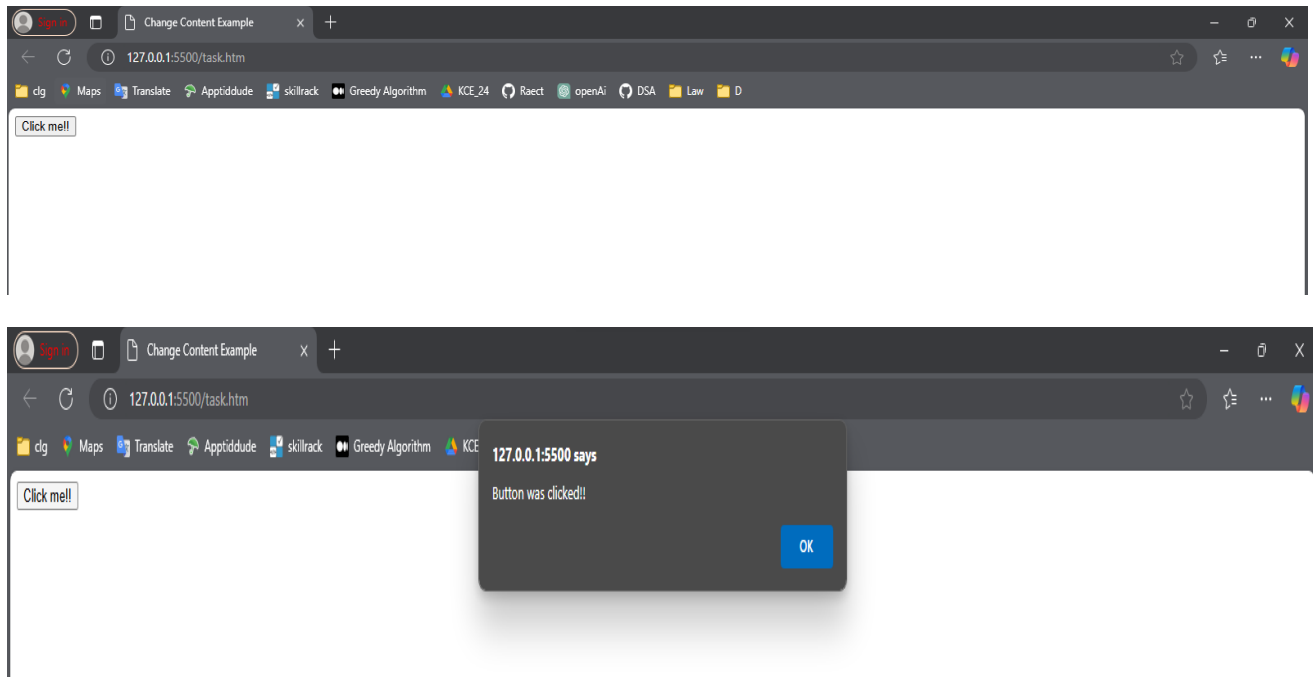 Sign in Change Content Example
127.0.0.1:5500/task.htm
clg Maps Translate Apptiddude skillrack Greedy Algorithm KCE_24 Raect openAi DSA Law D
Click me!!
Sign in Change Content Example
127.0.0.1:5500/task.htm
clg Maps Translate Apptiddude skillrack Greedy Algorithm KCE
127.0.0.1:5500 says
Click me!!
Button was clicked!!
OK